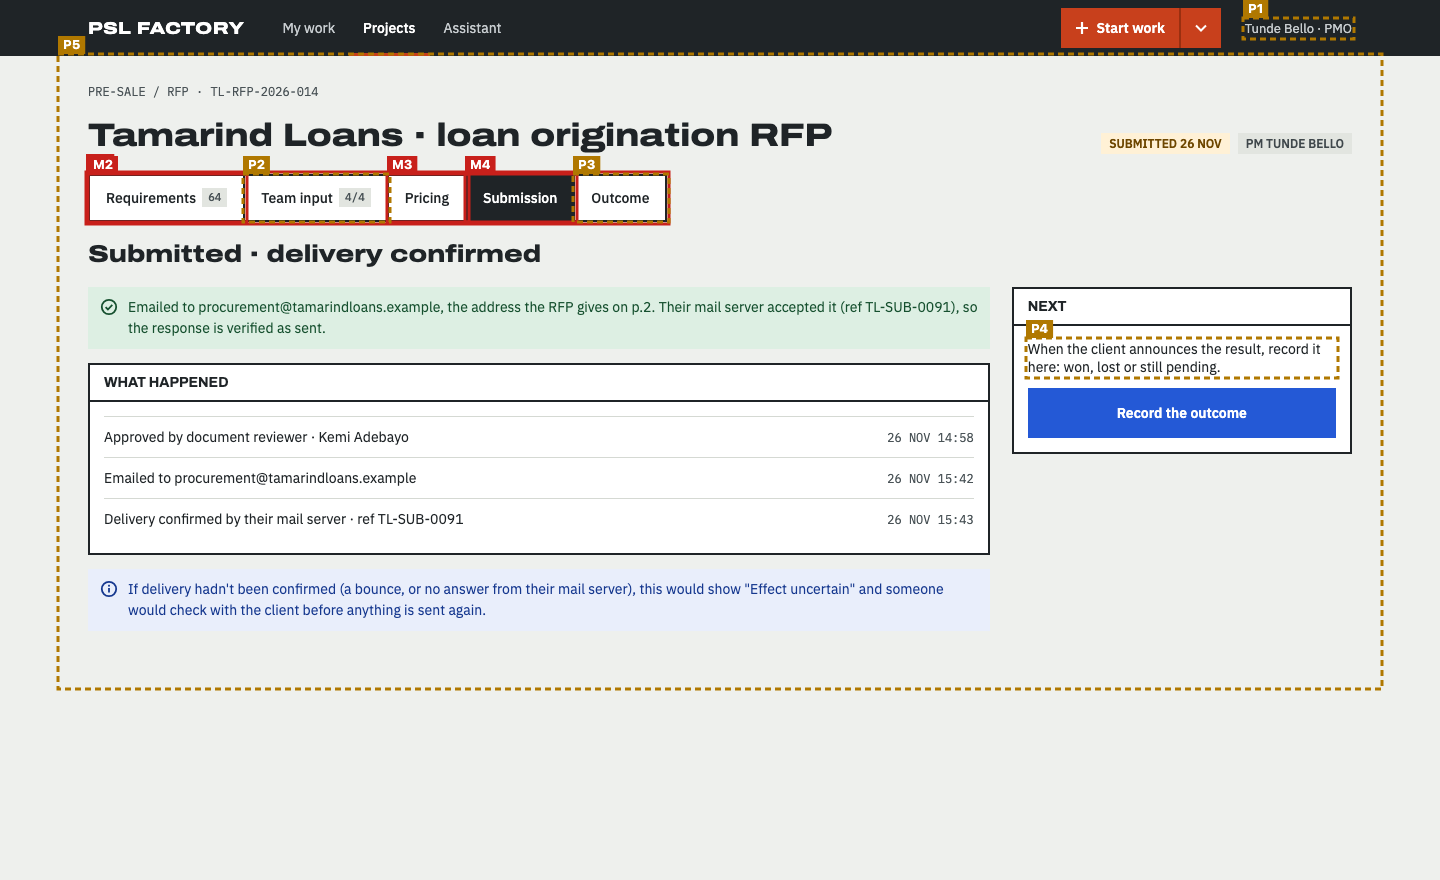 P1
PSL FACTORY
My work
Projects
Assistant
Start work
Tunde Bello · PMO
P5
PRE-SALE / RFP · TL-RFP-2026-014
Tamarind Loans · loan origination RFP
SUBMITTED 26 NOV
PM TUNDE BELLO
M2
P2
M3
M4
P3
Requirements 64
Team input 4/4
Pricing
Submission
Outcome
Submitted · delivery confirmed
Emailed to procurement@tamarindloans.example, the address the RFP gives on p.2. Their mail server accepted it (ref TL-SUB-0091), so
the response is verified as sent.
WHAT HAPPENED
Approved by document reviewer · Kemi Adebayo
26 NOV 14:58
Emailed to procurement@tamarindloans.example
26 NOV 15:42
Delivery confirmed by their mail server · ref TL-SUB-0091
26 NOV 15:43
If delivery hadn't been confirmed (a bounce, or no answer from their mail server), this would show "Effect uncertain" and someone
would check with the client before anything is sent again.
NEXT
P4
When the client announces the result, record it
here: won, lost or still pending.
Record the outcome